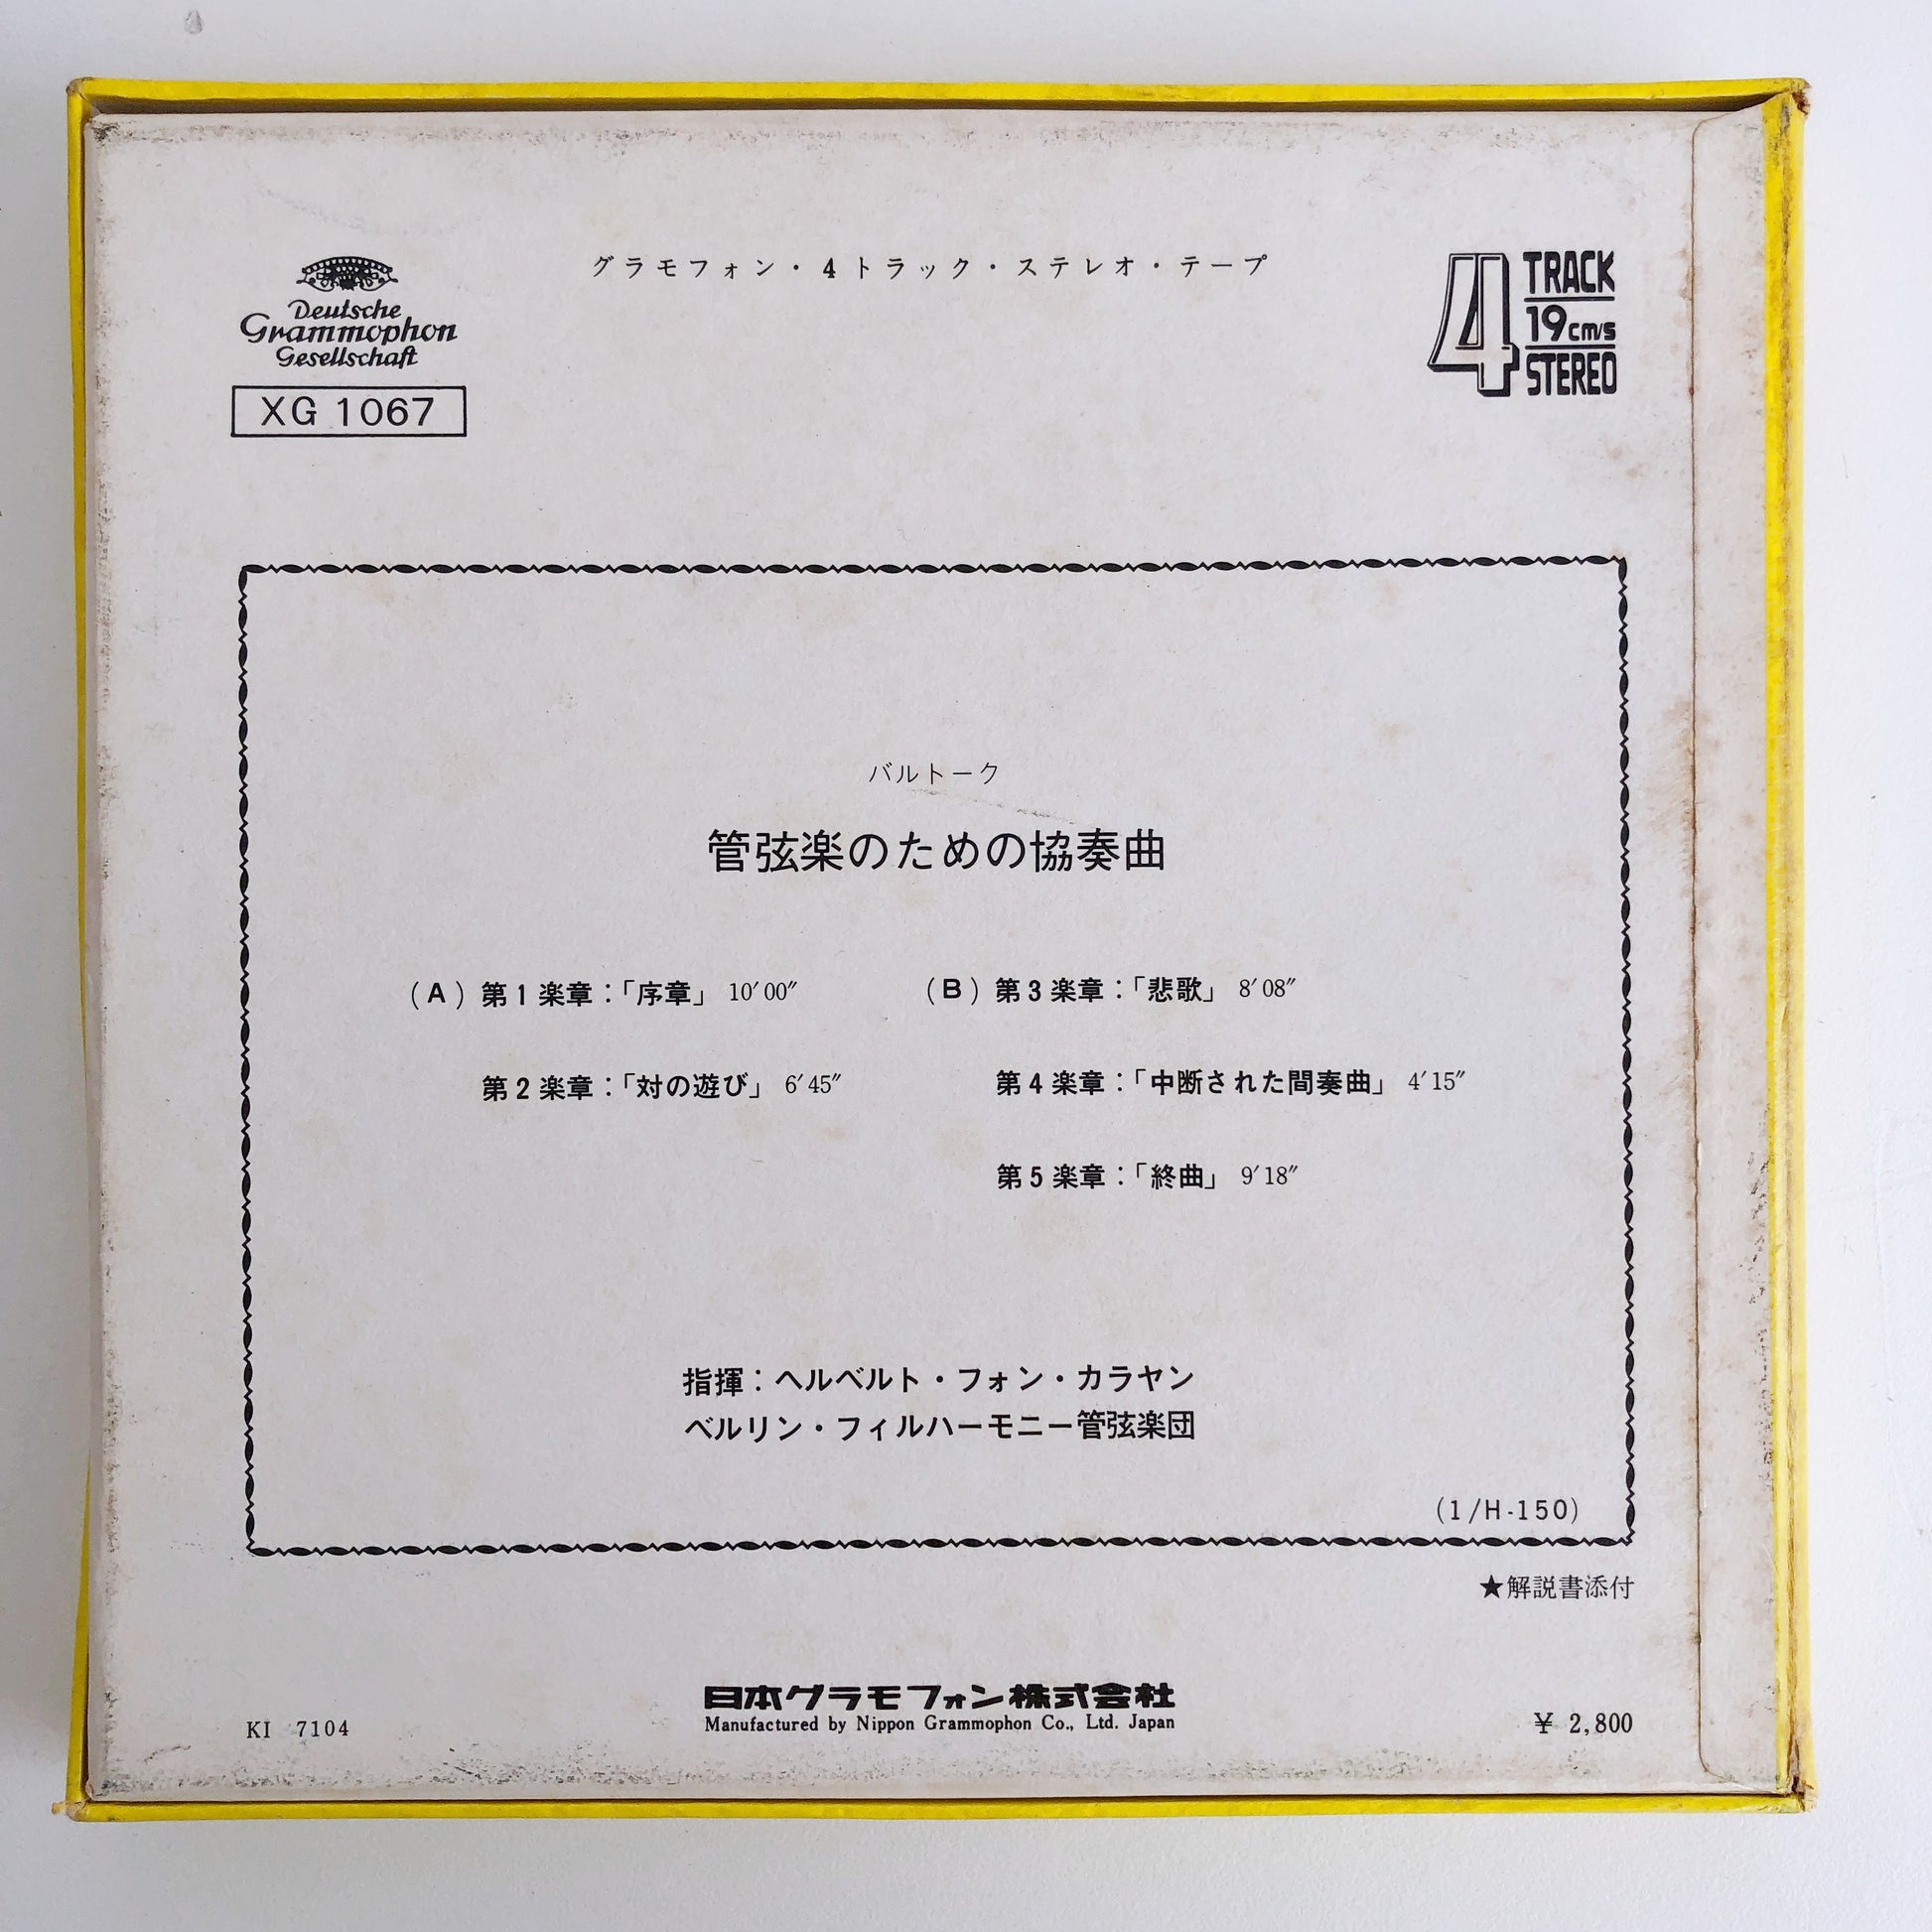 グラモフォン・4トラック・ステレオ・テープ
Deutsche
Grammophon
Gesellschaft
XG 1067
4 TRACK
19cm/s
STEREO
バルトーク
管弦楽のための協奏曲
(A) 第1楽章:「序章」 10′00″
第2楽章:「対の遊び」 6′45″
(B) 第3楽章:「悲歌」 8′08″
第4楽章:「中断された間奏曲」 4′15″
第5楽章:「終曲」 9′18″
指揮:ヘルベルト・フォン・カラヤン
ベルリン・フィルハーモニー管弦楽団
(1/H-150)
★解説書添付
日本グラモフォン株式会社
Manufactured by Nippon Grammophon Co., Ltd. Japan
KI 7104
¥ 2,800